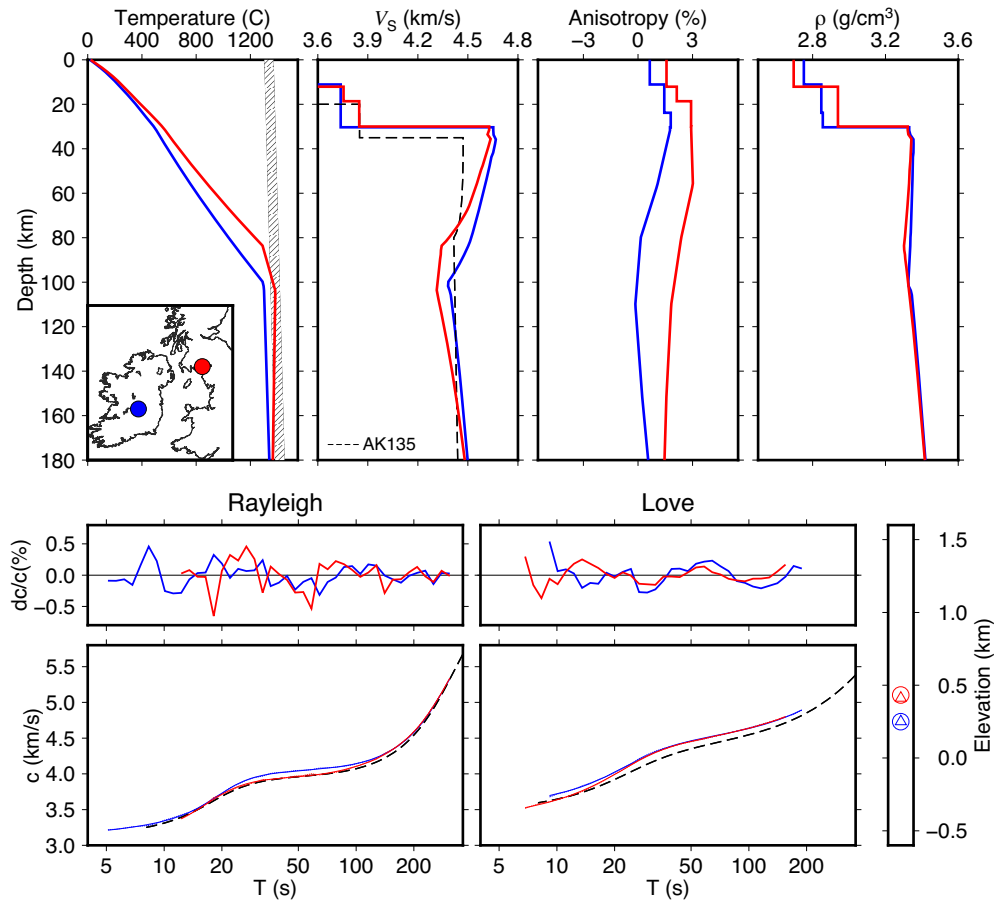 Temperature (C)
V_S (km/s)
Anisotropy (%)
ρ (g/cm³)
0 400 800 1200
3.6 3.9 4.2 4.5 4.8
−3 0 3
2.8 3.2 3.6
0
20
40
60
80
100
120
140
160
180
Depth (km)
AK135
Rayleigh
Love
0.5
0.0
−0.5
dc/c(%)
5.5
5.0
4.5
4.0
3.5
3.0
c (km/s)
5 10 20 50 100 200
T (s)
5 10 20 50 100 200
T (s)
1.5
1.0
0.5
0.0
−0.5
Elevation (km)